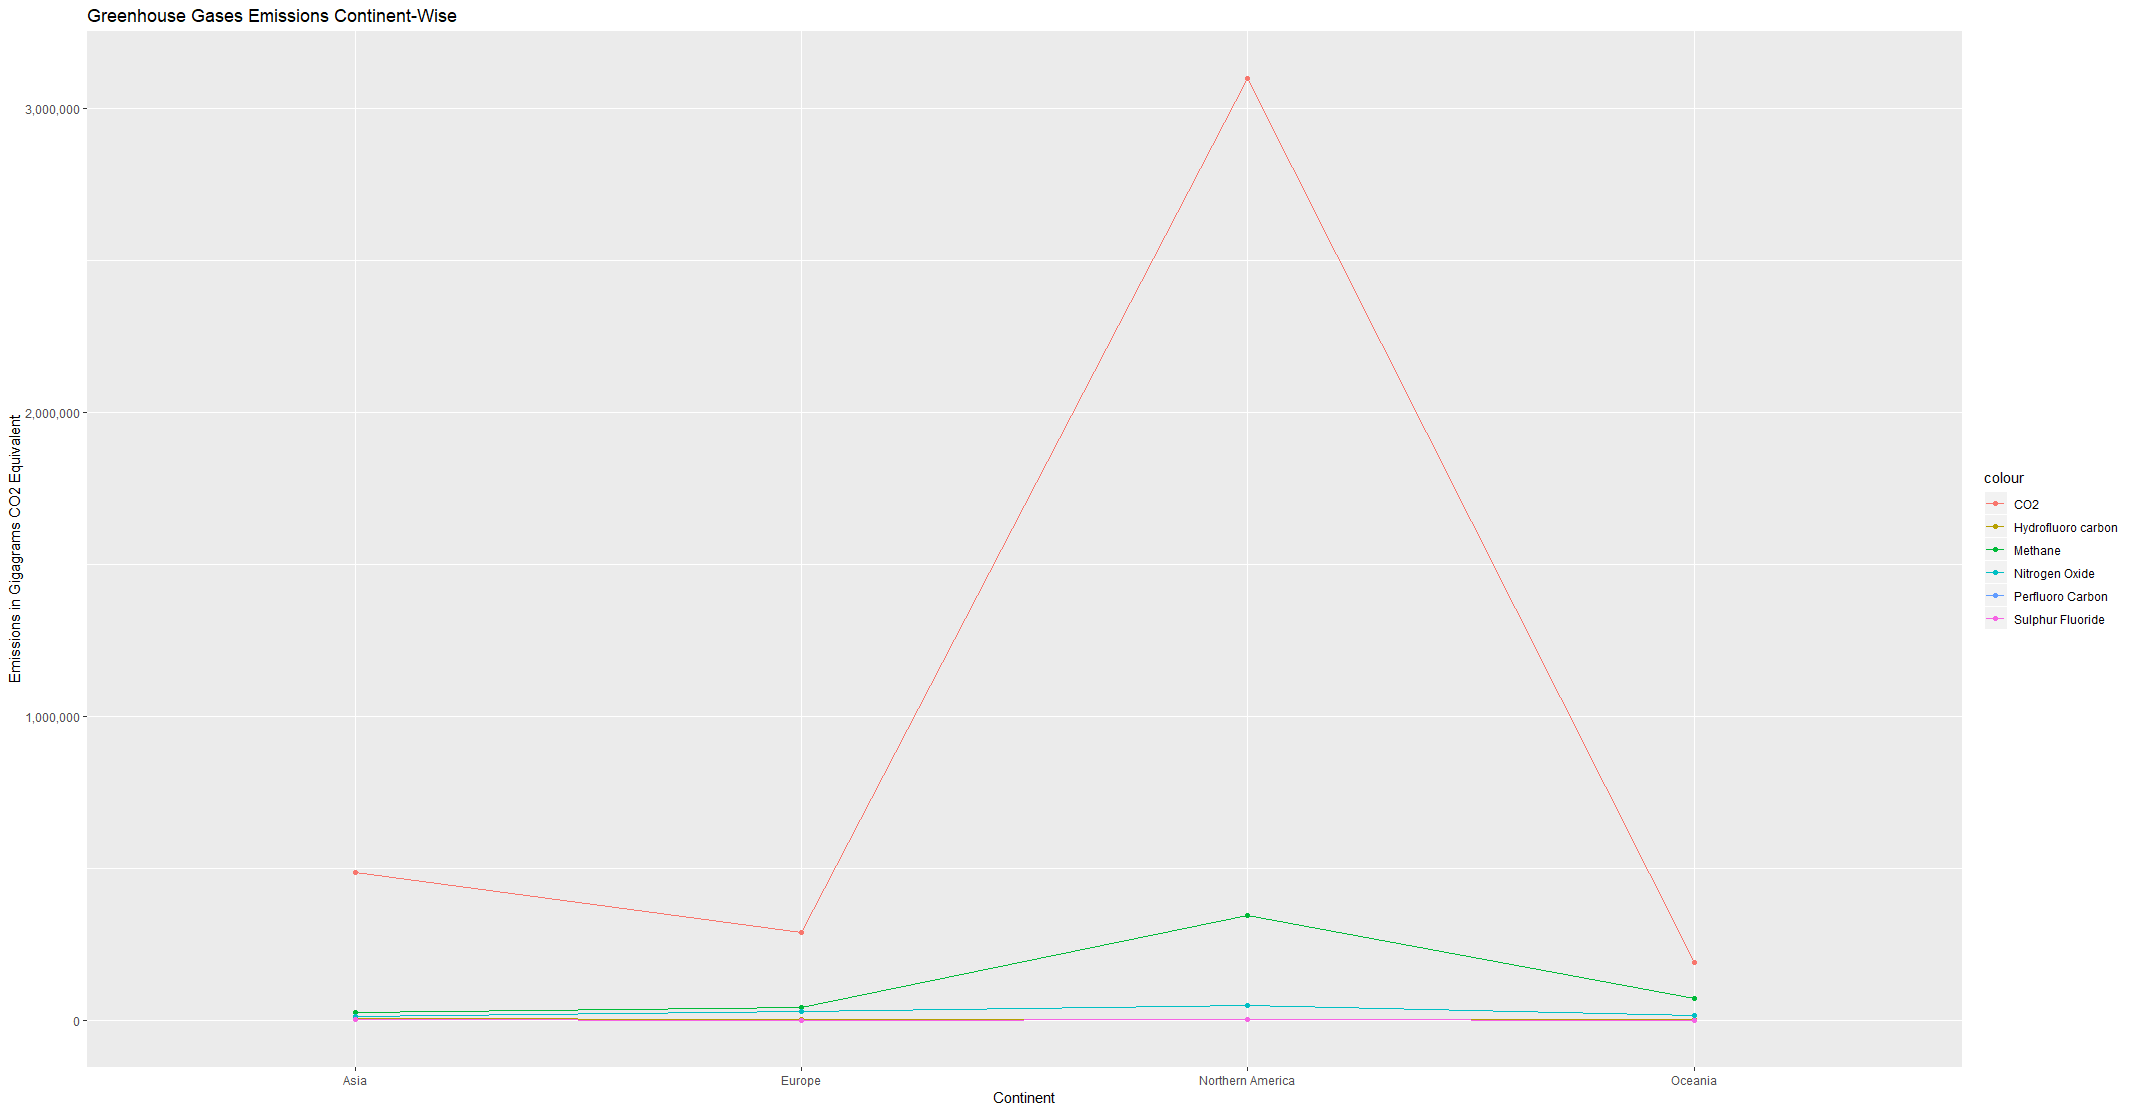 Greenhouse Gases Emissions Continent-Wise
Emissions in Gigagrams CO2 Equivalent
3,000,000
2,000,000
1,000,000
0
Asia
Europe
Northern America
Oceania
Continent
colour
CO2
Hydrofluoro carbon
Methane
Nitrogen Oxide
Perfluoro Carbon
Sulphur Fluoride